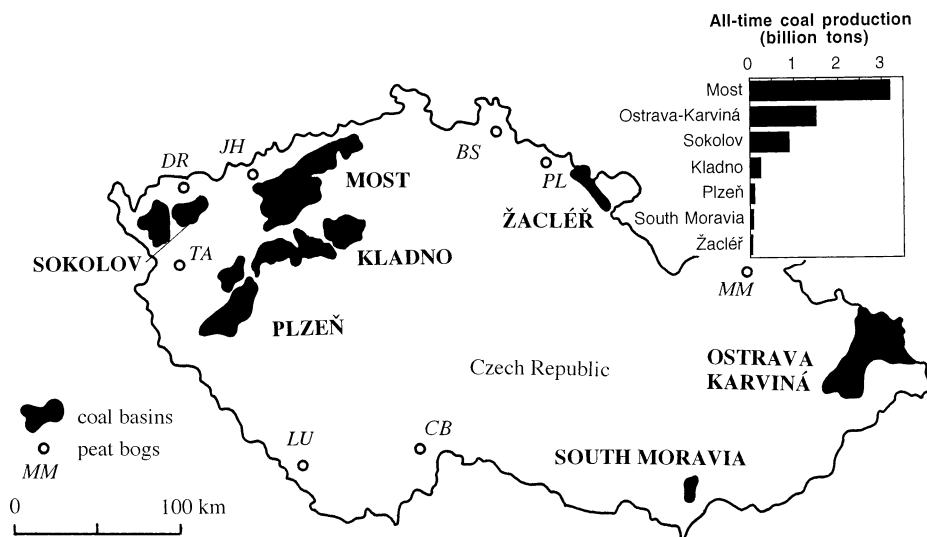 All-time coal production
(billion tons)
0 1 2 3
Most
Ostrava-Karviná
Sokolov
Kladno
Plzeň
South Moravia
Žacléř
JH
DR
BS
PL
MOST
ŽACLÉŘ
SOKOLOV
TA
KLADNO
MM
PLZEŇ
Czech Republic
OSTRAVA
KARVINÁ
coal basins
peat bogs
MM
LU
CB
SOUTH MORAVIA
0 100 km